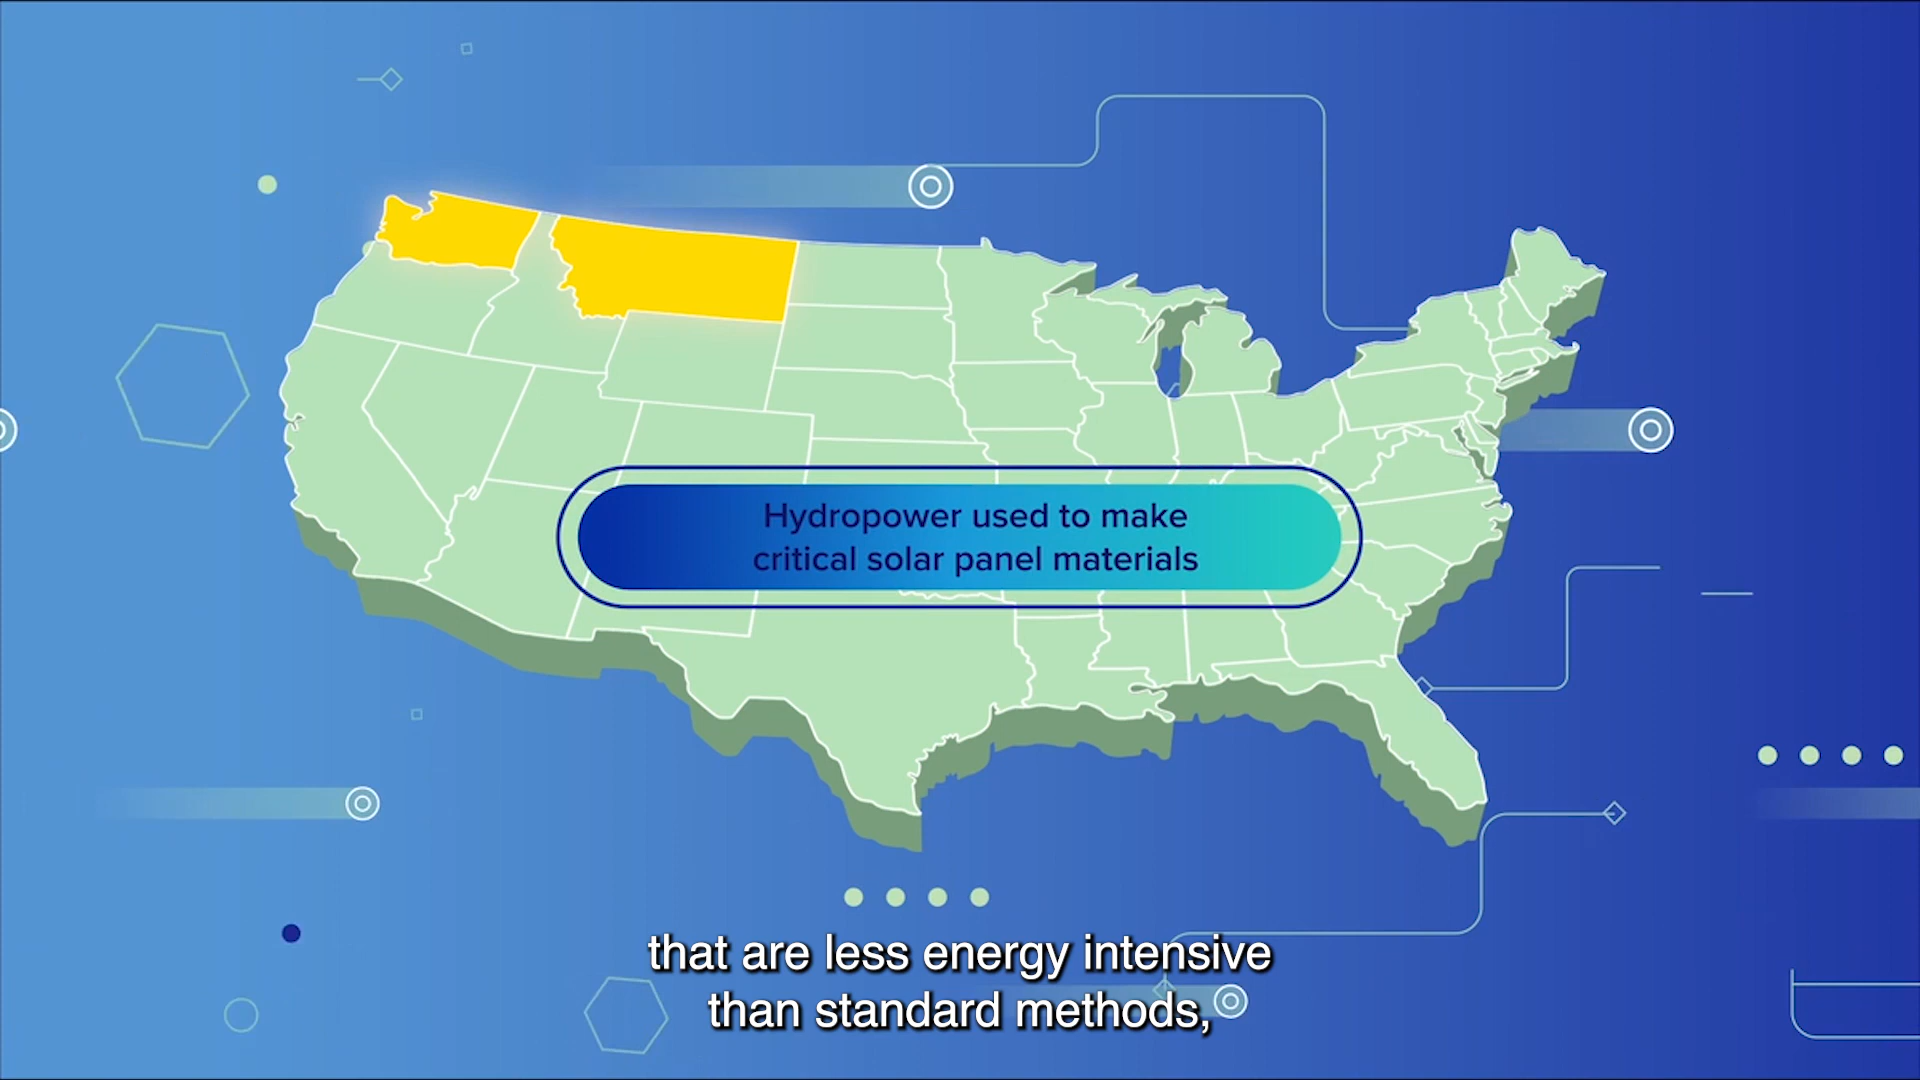 Hydropower used to make
critical solar panel materials
that are less energy intensive
than standard methods,